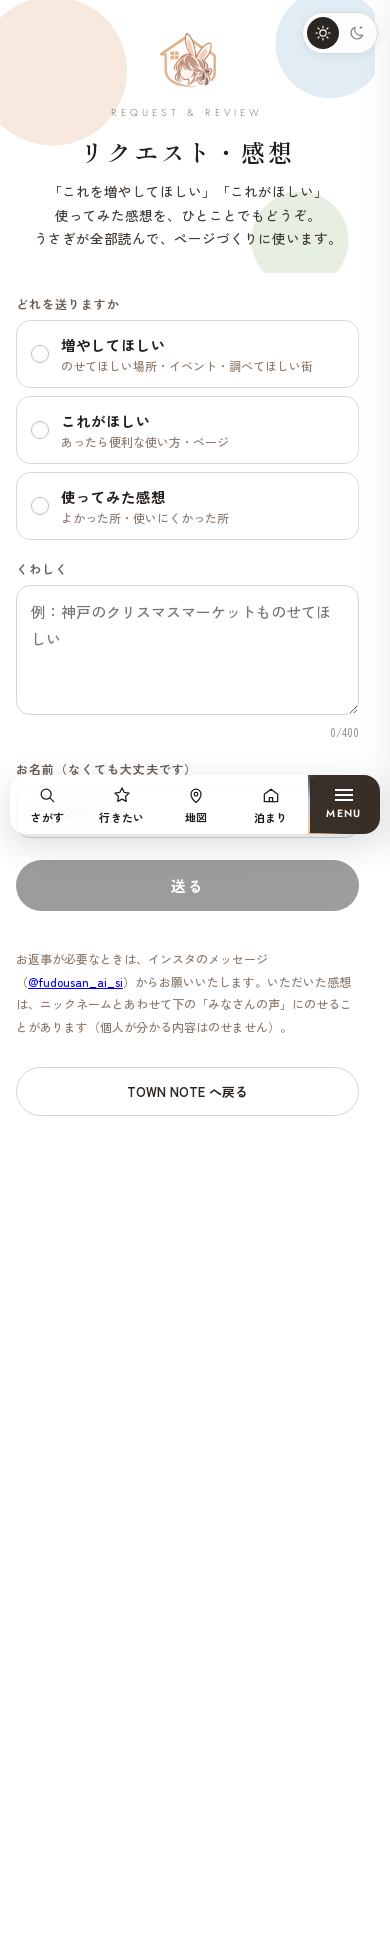 REQUEST & REVIEW
リクエスト・感想
「これを増やしてほしい」「これがほしい」
使ってみた感想を、ひとことでもどうぞ。
うさぎが全部読んで、ページづくりに使います。
どれを送りますか
増やしてほしい
のせてほしい場所・イベント・調べてほしい街
これがほしい
あったら便利な使い方・ページ
使ってみた感想
よかった所・使いにくかった所
くわしく
例：神戸のクリスマスマーケットものせてほ
しい
0/400
お名前（なくても大丈夫です）
さがす
行きたい
地図
泊まり
MENU
送る
お返事が必要なときは、インスタのメッセージ
（@fudousan_ai_si）からお願いいたします。いただいた感想
は、ニックネームとあわせて下の「みなさんの声」にのせるこ
とがあります（個人が分かる内容はのせません）。
TOWN NOTE へ戻る